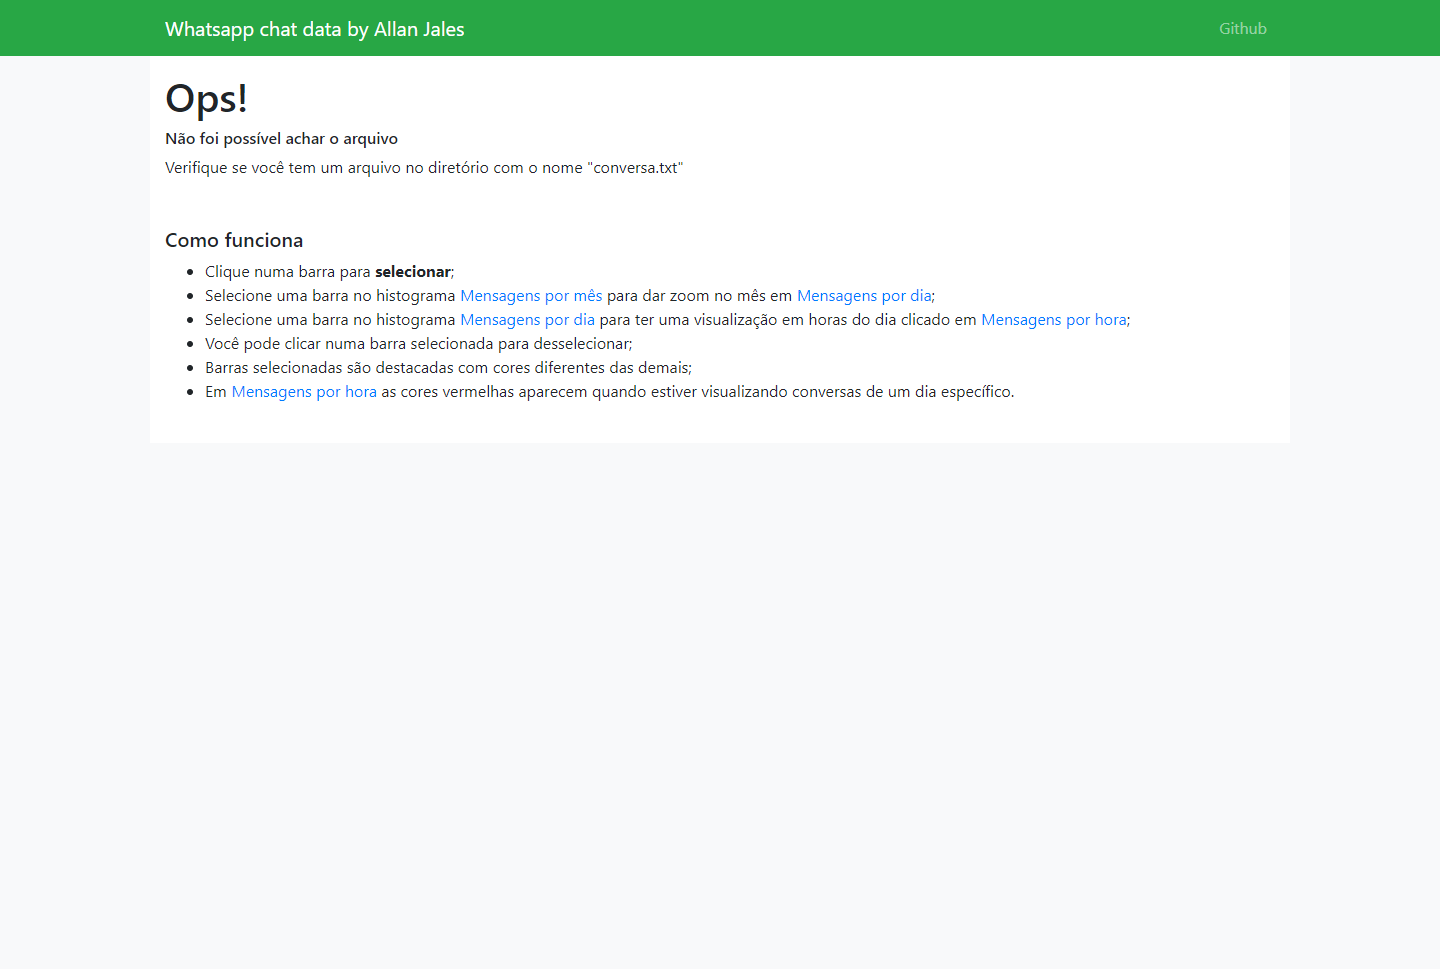 Whatsapp chat data by Allan Jales
Github
Ops!
Não foi possível achar o arquivo
Verifique se você tem um arquivo no diretório com o nome "conversa.txt"
Como funciona
Clique numa barra para selecionar;
Selecione uma barra no histograma Mensagens por mês para dar zoom no mês em Mensagens por dia;
Selecione uma barra no histograma Mensagens por dia para ter uma visualização em horas do dia clicado em Mensagens por hora;
Você pode clicar numa barra selecionada para desselecionar;
Barras selecionadas são destacadas com cores diferentes das demais;
Em Mensagens por hora as cores vermelhas aparecem quando estiver visualizando conversas de um dia específico.